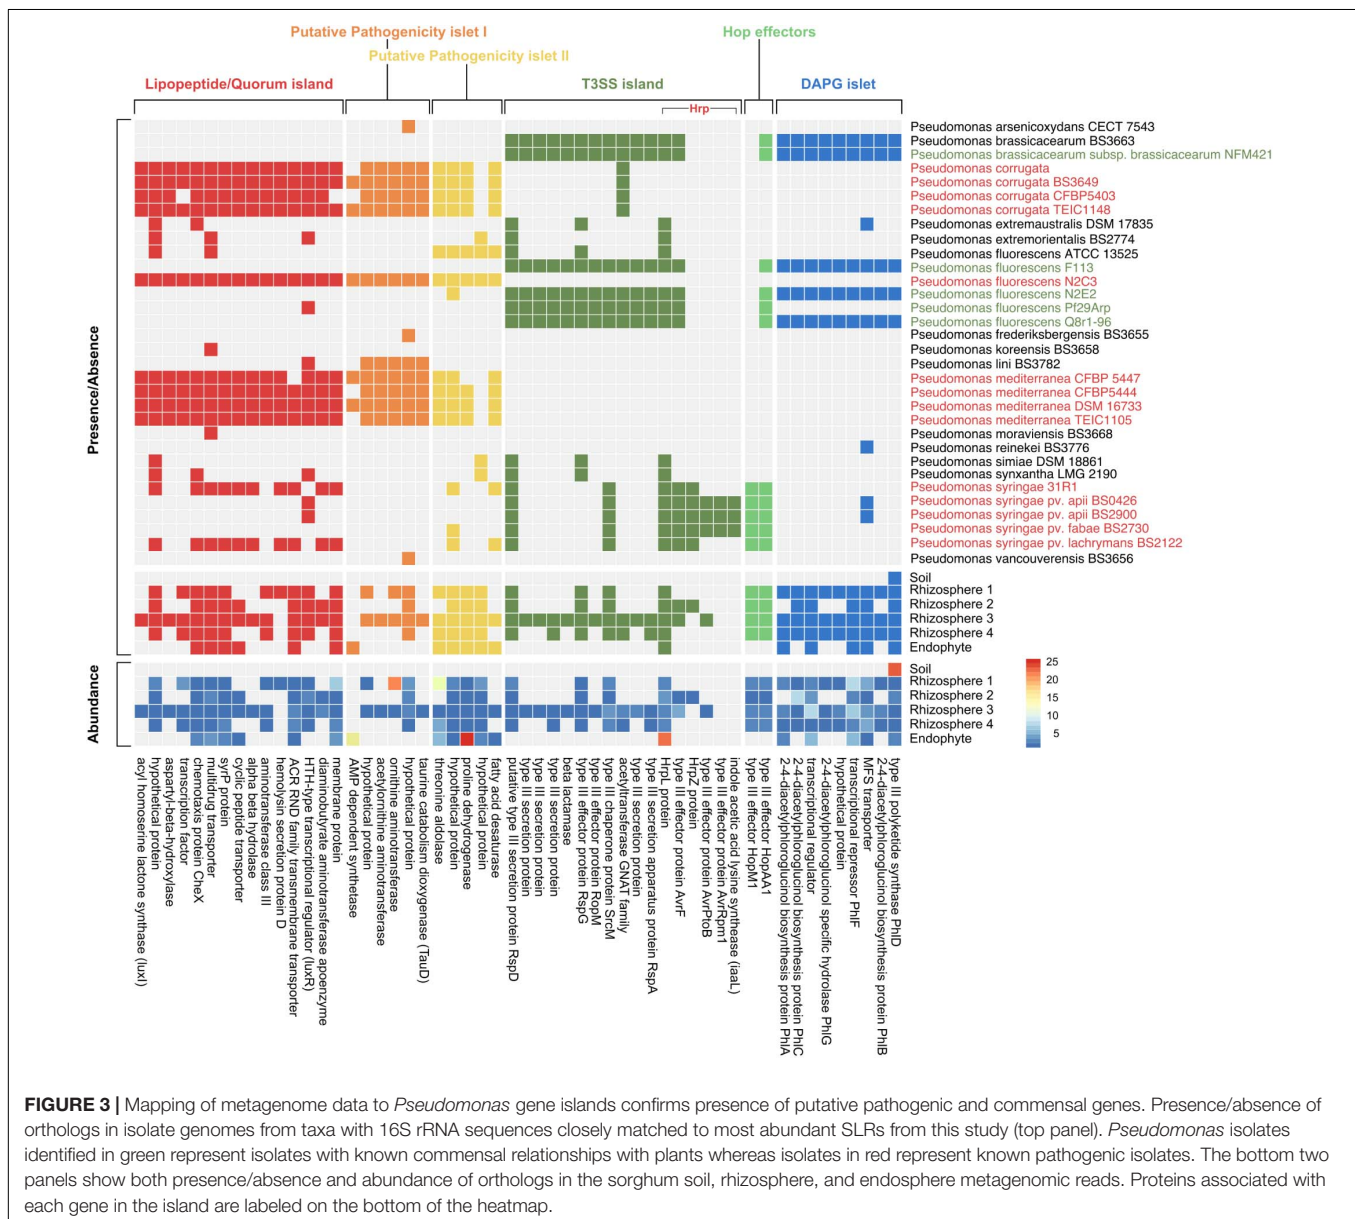 Putative Pathogenicity islet I
Hop effectors
Putative Pathogenicity islet II
Lipopeptide/Quorum island
T3SS island
DAPG islet
Hrp
Presence/Absence
Pseudomonas arsenicoxydans CECT 7543
Pseudomonas brassicacearum BS3663
Pseudomonas brassicacearum subsp. brassicacearum NFM421
Pseudomonas corrugata
Pseudomonas corrugata BS3649
Pseudomonas corrugata CFBP5403
Pseudomonas corrugata TEIC1148
Pseudomonas extremaustralis DSM 17835
Pseudomonas extremorientalis BS2774
Pseudomonas fluorescens ATCC 13525
Pseudomonas fluorescens F113
Pseudomonas fluorescens N2C3
Pseudomonas fluorescens N2E2
Pseudomonas fluorescens Pf29Arp
Pseudomonas fluorescens Q8r1-96
Pseudomonas frederiksbergensis BS3655
Pseudomonas koreensis BS3658
Pseudomonas lini BS3782
Pseudomonas mediterranea CFBP 5447
Pseudomonas mediterranea CFBP5444
Pseudomonas mediterranea DSM 16733
Pseudomonas mediterranea TEIC1105
Pseudomonas moraviensis BS3668
Pseudomonas reinekei BS3776
Pseudomonas simiae DSM 18861
Pseudomonas synxantha LMG 2190
Pseudomonas syringae 31R1
Pseudomonas syringae pv. apii BS0426
Pseudomonas syringae pv. apii BS2900
Pseudomonas syringae pv. fabae BS2730
Pseudomonas syringae pv. lachrymans BS2122
Pseudomonas vancouverensis BS3656
Soil
Rhizosphere 1
Rhizosphere 2
Rhizosphere 3
Rhizosphere 4
Endophyte
Abundance
Soil
Rhizosphere 1
Rhizosphere 2
Rhizosphere 3
Rhizosphere 4
Endophyte
25
20
15
10
5
acyl homoserine lactone synthase (luxI)
hypothetical protein
aspartyl-beta-hydroxylase
transcription factor
chemotaxis protein CheX
multidrug transporter
syrP protein
cyclic peptide transporter
alpha beta hydrolase
aminotransferase class III
hemolysin secretion protein D
ACR RND family transmembrane transporter
HTH-type transcriptional regulator (luxR)
diaminobutyrate aminotransferase apoenzyme
membrane protein
AMP dependent synthetase
hypothetical protein
acetylornithine aminotransferase
ornithine aminotransferase
hypothetical protein
taurine catabolism dioxygenase (TauD)
threonine aldolase
hypothetical protein
proline dehydrogenase
hypothetical protein
fatty acid desaturase
putative type III secretion protein RspD
type III secretion protein
type III secretion protein
type III secretion protein
beta lactamase
type III effector protein RspG
type III effector protein RopM
type III chaperone protein SrcM
acetyltransferase GNAT family
type III secretion protein
type III secretion apparatus protein RspA
HrpL protein
type III effector protein AvrF
HrpZ protein
type III effector protein AvrPtoB
type III effector protein AvrRpm1
indole acetic acid lysine synthease (iaaL)
type III effector HopM1
type III effector HopAA1
2-4-diacetylphloroglucinol biosynthesis protein PhlA
2-4-diacetylphloroglucinol biosynthesis protein PhlC
transcriptional regulator
2-4-diacetylphloroglucinol specific hydrolase PhlG
hypothetical protein
transcriptional repressor PhlF
MFS transporter
2-4-diacetylphloroglucinol biosynthesis protein PhlB
type III polyketide synthase PhlD
FIGURE 3 | Mapping of metagenome data to Pseudomonas gene islands confirms presence of putative pathogenic and commensal genes. Presence/absence of
orthologs in isolate genomes from taxa with 16S rRNA sequences closely matched to most abundant SLRs from this study (top panel). Pseudomonas isolates
identified in green represent isolates with known commensal relationships with plants whereas isolates in red represent known pathogenic isolates. The bottom two
panels show both presence/absence and abundance of orthologs in the sorghum soil, rhizosphere, and endosphere metagenomic reads. Proteins associated with
each gene in the island are labeled on the bottom of the heatmap.